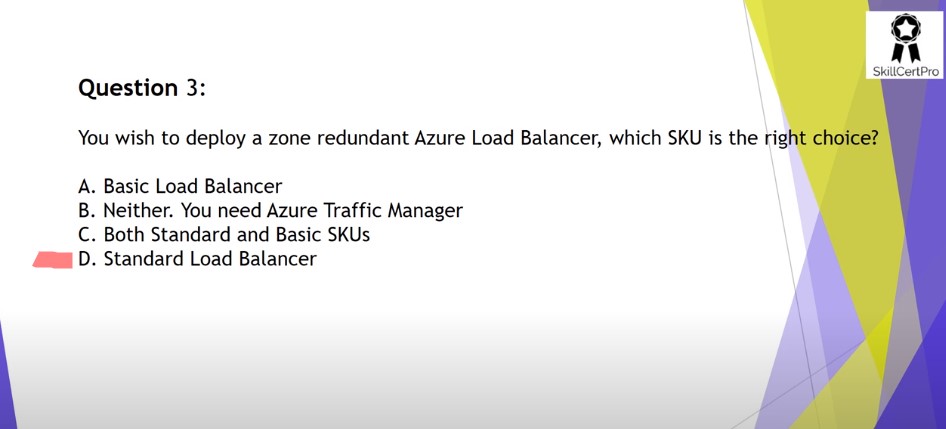 SkillCertPro
Question 3:
You wish to deploy a zone redundant Azure Load Balancer, which SKU is the right choice?
A. Basic Load Balancer
B. Neither. You need Azure Traffic Manager
C. Both Standard and Basic SKUs
D. Standard Load Balancer